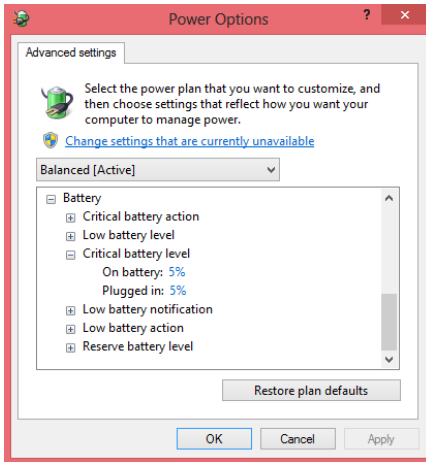 Power Options
?
×
Advanced settings
Select the power plan that you want to customize, and
then choose settings that reflect how you want your
computer to manage power.
Change settings that are currently unavailable
Balanced [Active]
Battery
Critical battery action
Low battery level
Critical battery level
On battery: 5%
Plugged in: 5%
Low battery notification
Low battery action
Reserve battery level
Restore plan defaults
OK Cancel Apply